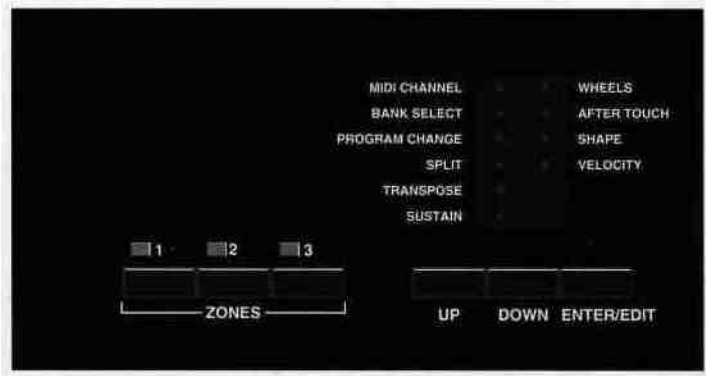 MIDI CHANNEL WHEELS
BANK SELECT AFTER TOUCH
PROGRAM CHANGE SHAPE
SPLIT VELOCITY
TRANSPOSE
SUSTAIN
1 2 3
ZONES
UP DOWN ENTER/EDIT